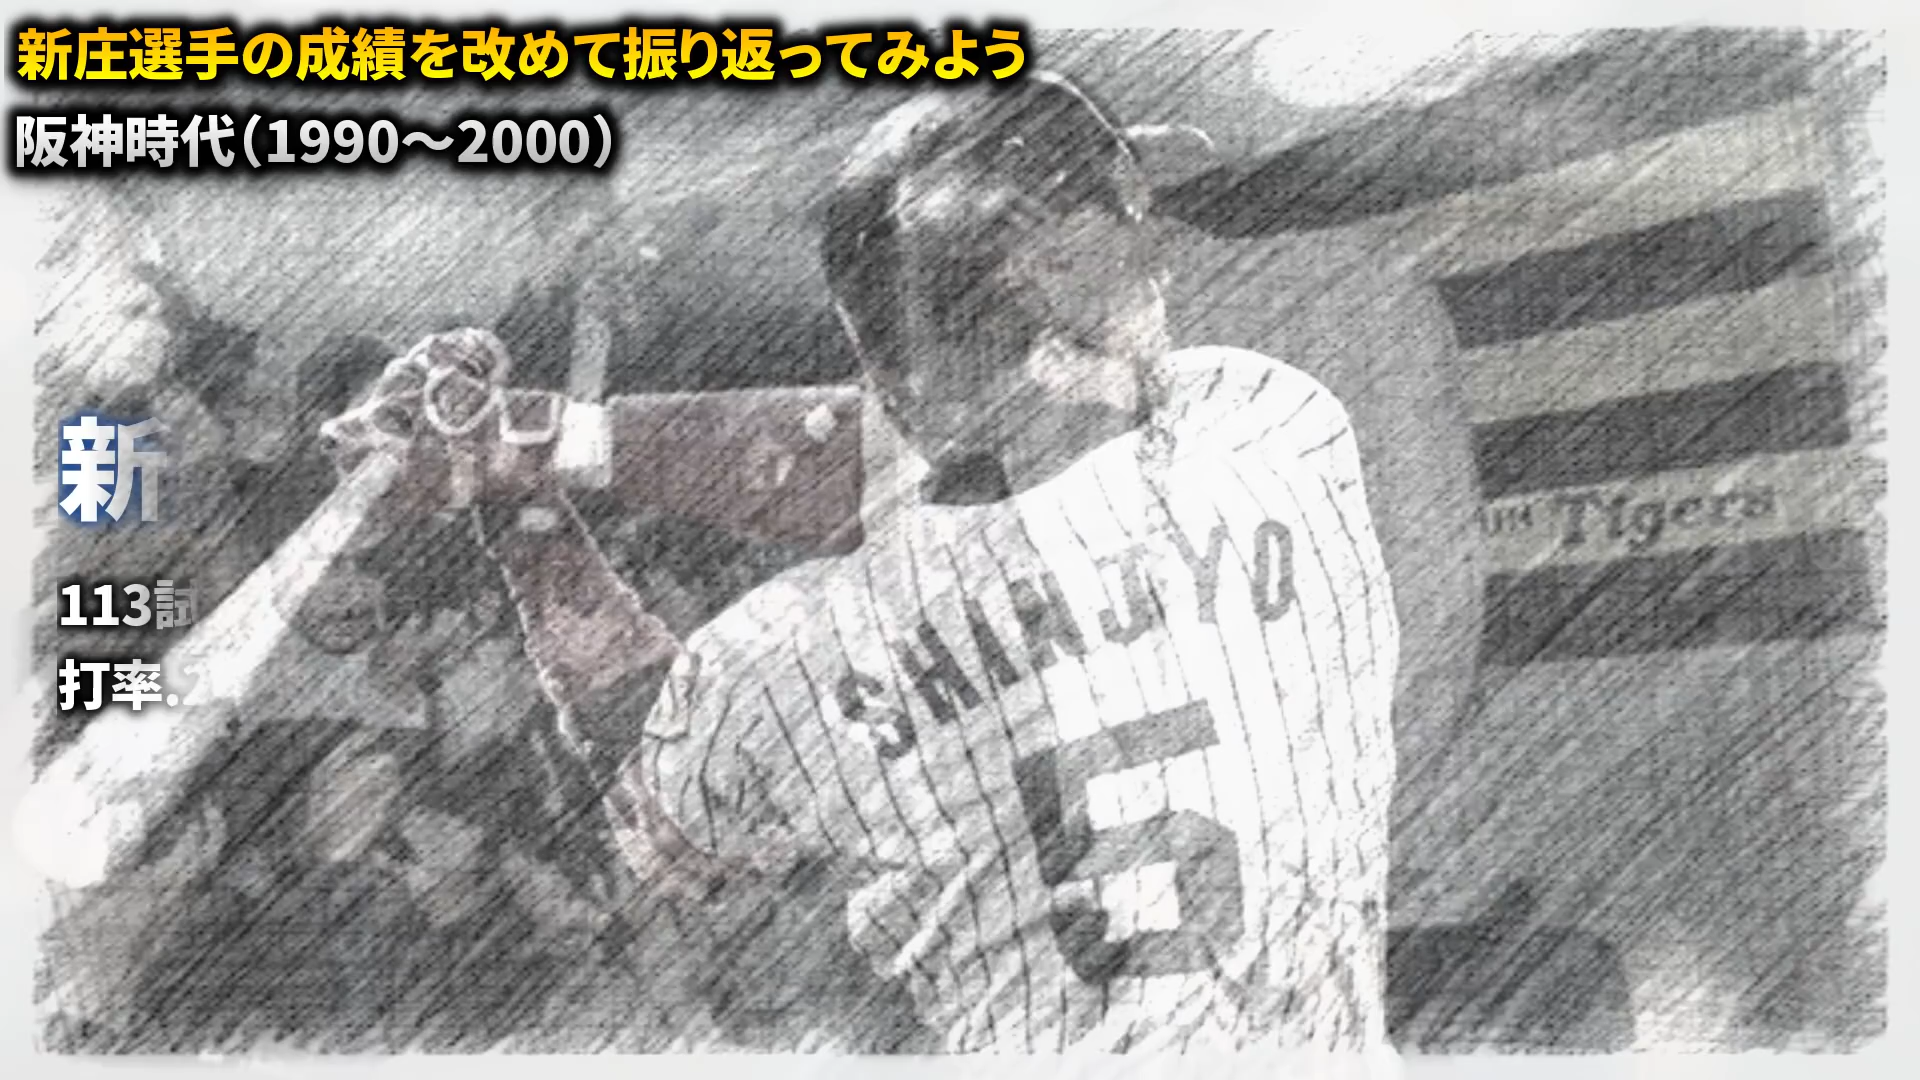 新庄選手の成績を改めて振り返ってみよう
阪神時代(1990〜2000)
新
113試
打率.2
Tigers
SHINJYO
5